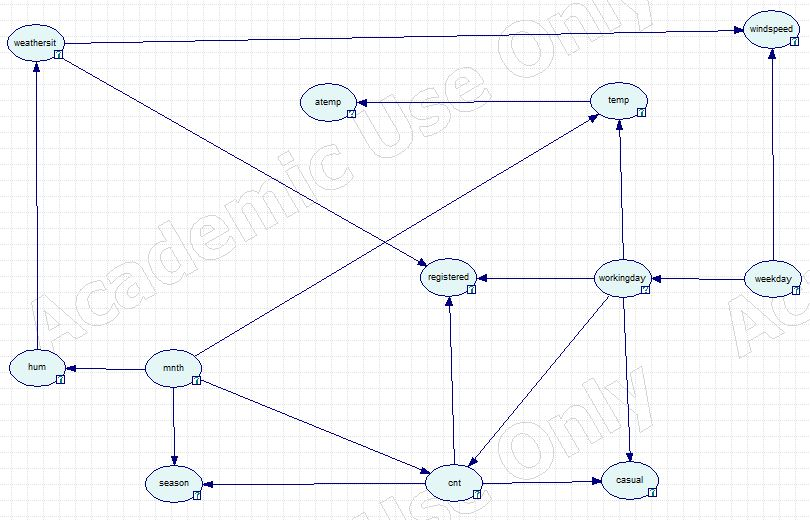 weathersit
windspeed
atemp
temp
registered
workingday
weekday
hum
mnth
season
cnt
casual
Academic Use Only
Academic Use Only